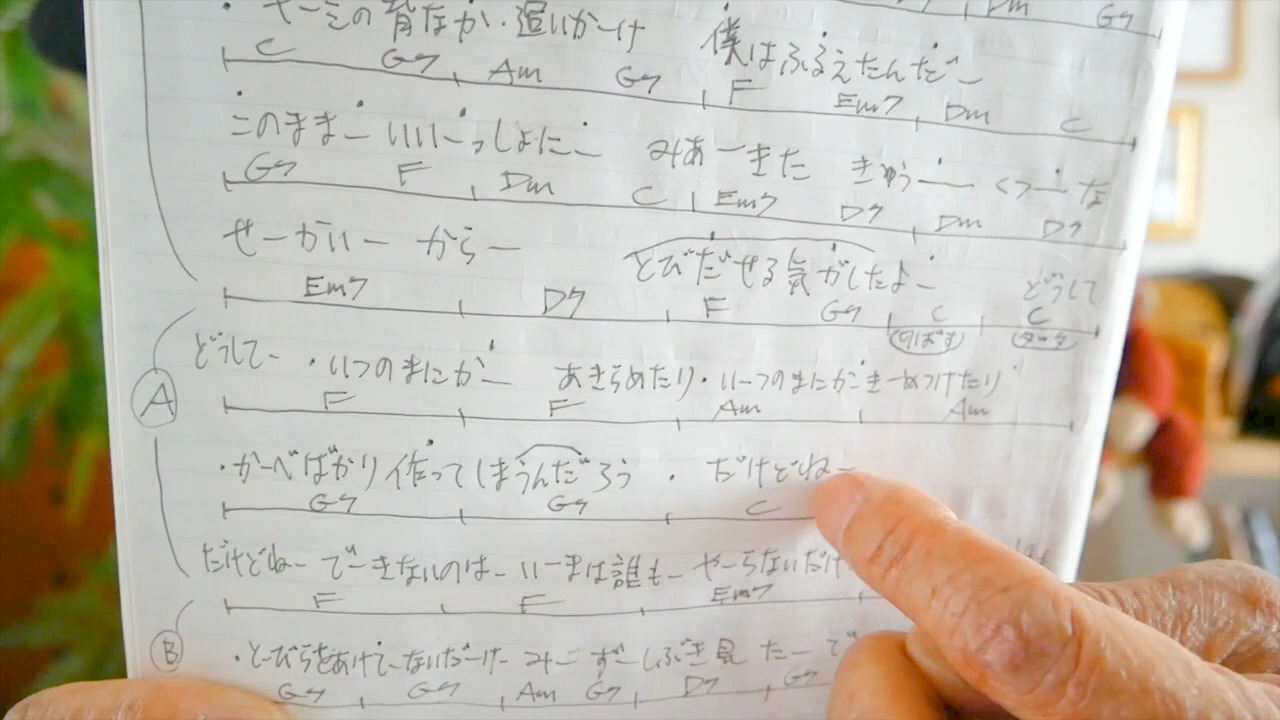 Dm G7
せーミの背なか・追いかーけ 僕はふるえたんだー
C G7 Am G7 F Em7 Dm C
このままー いいいーっしょにー みあーきた きゅうー くつーな
G7 F Dm C Em7 D7 Dm D7
せーかいー からー とびだせる気がしたよー どうして
Em7 D7 F G7 C C
のばす
どうしてー ・いつのまにかー あきらめたり・いーつのまにかきーめつけたり
A
F F Am Am
・かーべばかり作ってしまうんだろう ・ だけどねー
G7 G7 C
だけどねー でーきないのはー いーまは誰もー やーらないだけ
F F Em7
B
・とーびらをあけてーないだーけー みーずーしぶき見たーで
G7 G7 Am G7 D7 G7